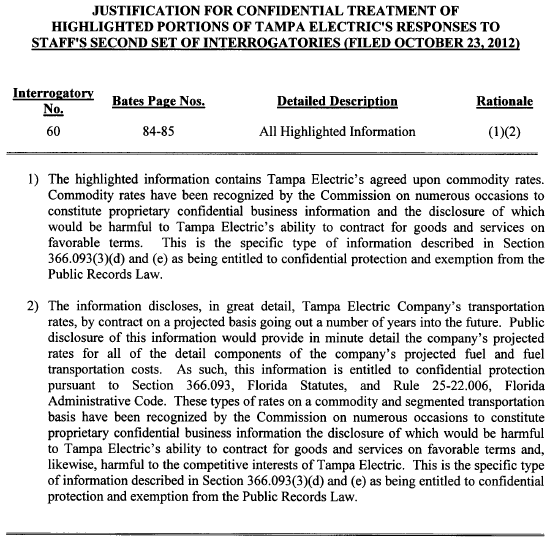 JUSTIFICATION FOR CONFIDENTIAL TREATMENT OF
HIGHLIGHTED PORTIONS OF TAMPA ELECTRIC'S RESPONSES TO
STAFF'S SECOND SET OF INTERROGATORIES (FILED OCTOBER 23, 2012)
Interrogatory No. Bates Page Nos. Detailed Description Rationale
60 84-85 All Highlighted Information (1)(2)
1) The highlighted information contains Tampa Electric's agreed upon commodity rates.
Commodity rates have been recognized by the Commission on numerous occasions to
constitute proprietary confidential business information and the disclosure of which
would be harmful to Tampa Electric's ability to contract for goods and services on
favorable terms. This is the specific type of information described in Section
366.093(3)(d) and (e) as being entitled to confidential protection and exemption from the
Public Records Law.
2) The information discloses, in great detail, Tampa Electric Company's transportation
rates, by contract on a projected basis going out a number of years into the future. Public
disclosure of this information would provide in minute detail the company's projected
rates for all of the detail components of the company's projected fuel and fuel
transportation costs. As such, this information is entitled to confidential protection
pursuant to Section 366.093, Florida Statutes, and Rule 25-22.006, Florida
Administrative Code. These types of rates on a commodity and segmented transportation
basis have been recognized by the Commission on numerous occasions to constitute
proprietary confidential business information the disclosure of which would be harmful
to Tampa Electric's ability to contract for goods and services on favorable terms and,
likewise, harmful to the competitive interests of Tampa Electric. This is the specific type
of information described in Section 366.093(3)(d) and (e) as being entitled to confidential
protection and exemption from the Public Records Law.